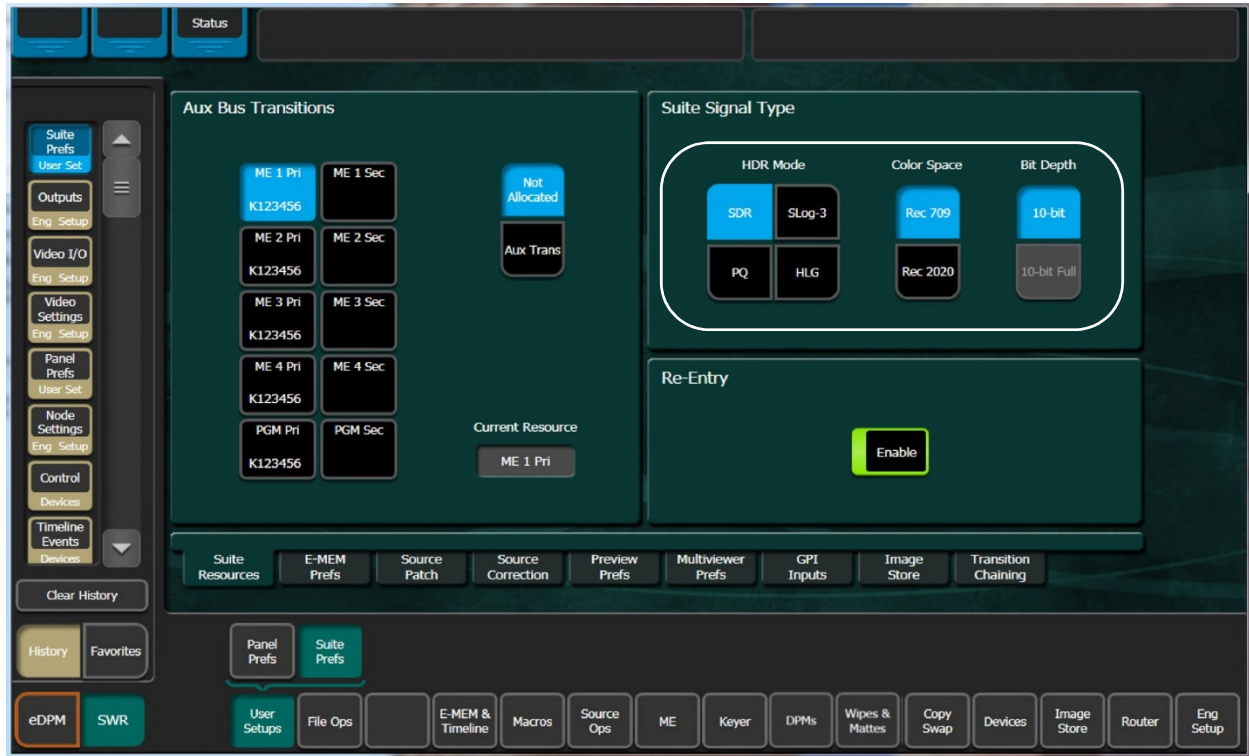 Status
Aux Bus Transitions
ME 1 Pri
K123456
ME 1 Sec
ME 2 Pri
K123456
ME 2 Sec
ME 3 Pri
K123456
ME 3 Sec
ME 4 Pri
K123456
ME 4 Sec
PGM Pri
K123456
PGM Sec
Not
Allocated
Aux Trans
Current Resource
ME 1 Pri
Suite Signal Type
HDR Mode
Color Space
Bit Depth
SDR
SLog-3
Rec 709
10-bit
PQ
HLG
Rec 2020
10-bit Full
Re-Entry
Enable
Suite
Prefs
User Set
Outputs
Eng Setup
Video I/O
Eng Setup
Video
Settings
Eng Setup
Panel
Prefs
User Set
Node
Settings
Eng Setup
Control
Devices
Timeline
Events
Devices
Clear History
History
Favorites
eDPM
SWR
Suite
Resources
E-MEM
Prefs
Source
Patch
Source
Correction
Preview
Prefs
Multiviewer
Prefs
GPI
Inputs
Image
Store
Transition
Chaining
Panel
Prefs
Suite
Prefs
User
Setups
File Ops
E-MEM &
Timeline
Macros
Source
Ops
ME
Keyer
DPMs
Wipes &
Mattes
Copy
Swap
Devices
Image
Store
Router
Eng
Setup